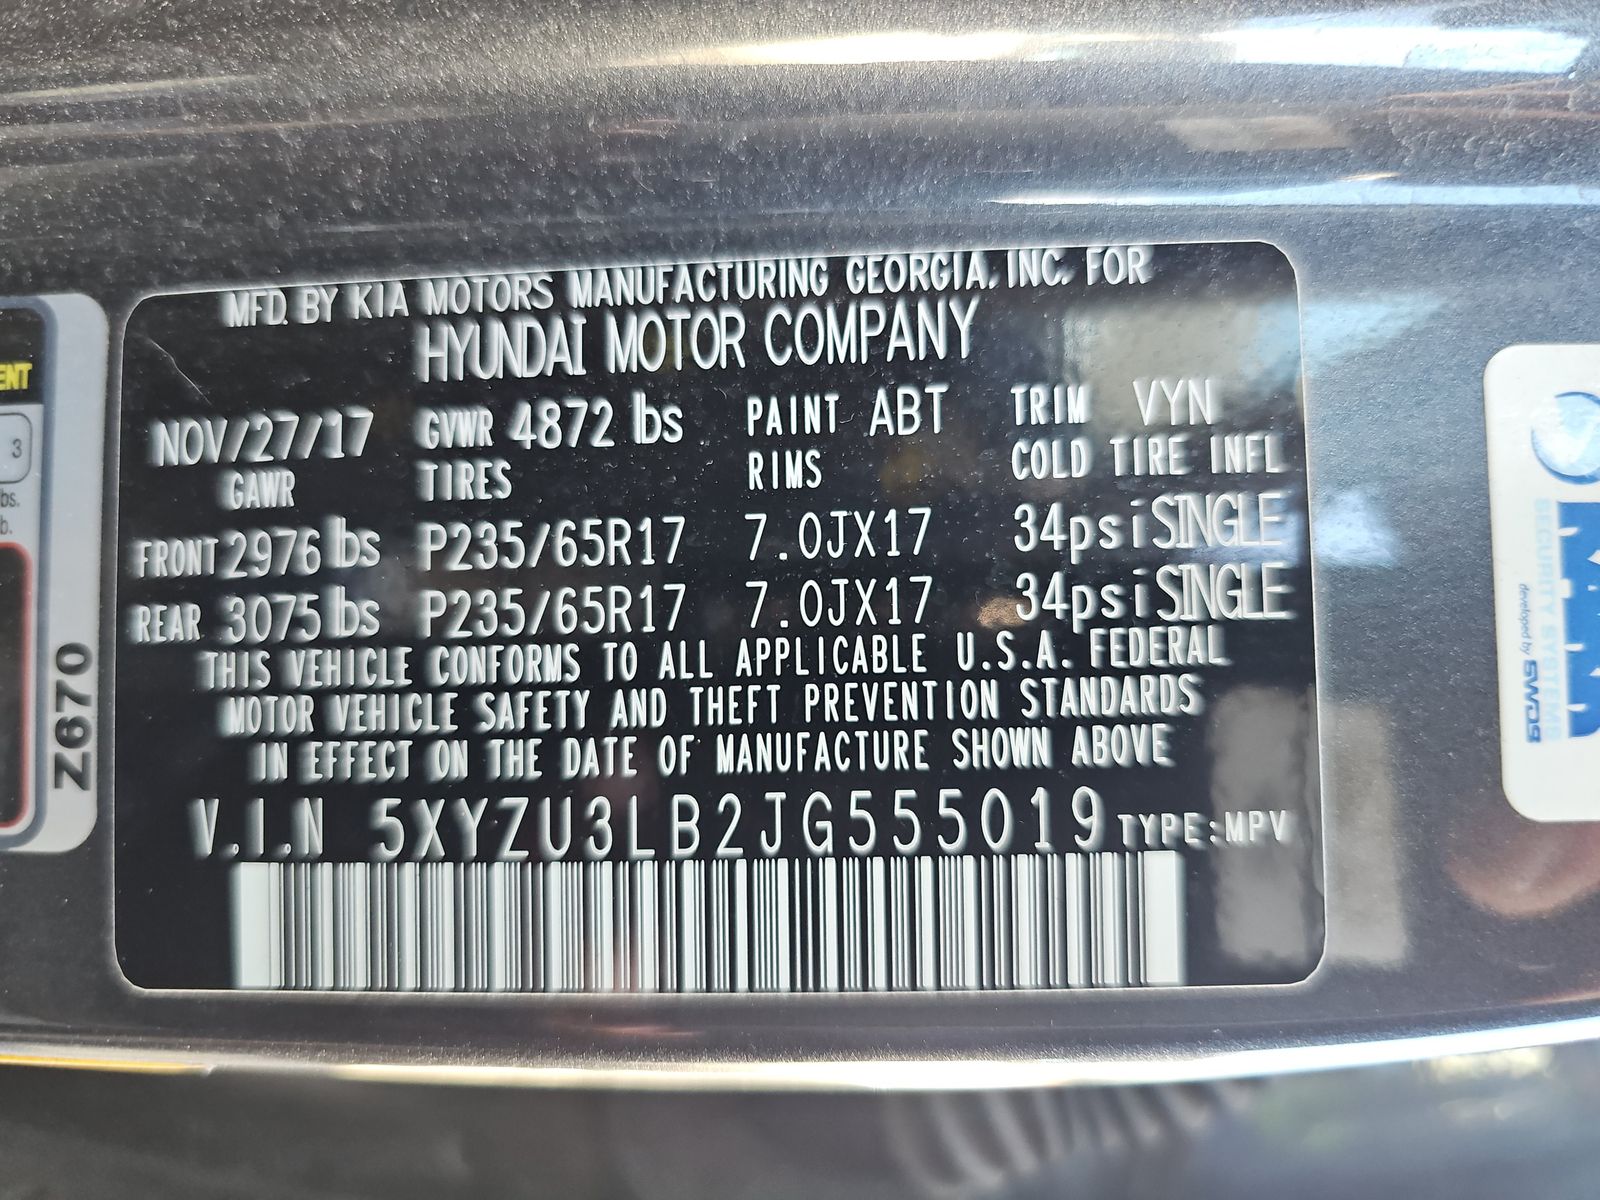 MFD. BY KIA MOTORS MANUFACTURING GEORGIA, INC. FOR
HYUNDAI MOTOR COMPANY
NOV/27/17 GVWR 4872 lbs PAINT ABT TRIM VYN
GAWR TIRES RIMS COLD TIRE INFL
FRONT 2976 lbs P235/65R17 7.0JX17 34psi SINGLE
REAR 3075 lbs P235/65R17 7.0JX17 34psi SINGLE
THIS VEHICLE CONFORMS TO ALL APPLICABLE U.S.A. FEDERAL
MOTOR VEHICLE SAFETY AND THEFT PREVENTION STANDARDS
IN EFFECT ON THE DATE OF MANUFACTURE SHOWN ABOVE
V.I.N 5XYZU3LB2JG555019 TYPE:MPV
ENT
3
bs.
b.
Z670
SECURITY SYSTEMS
developed by swds